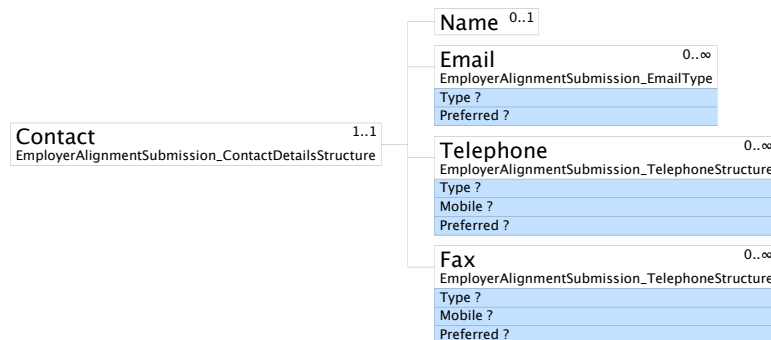 Name 0..1
Email 0..∞
EmployerAlignmentSubmission_EmailType
Type ?
Preferred ?
Contact 1..1
EmployerAlignmentSubmission_ContactDetailsStructure
Telephone 0..∞
EmployerAlignmentSubmission_TelephoneStructure
Type ?
Mobile ?
Preferred ?
Fax 0..∞
EmployerAlignmentSubmission_TelephoneStructure
Type ?
Mobile ?
Preferred ?